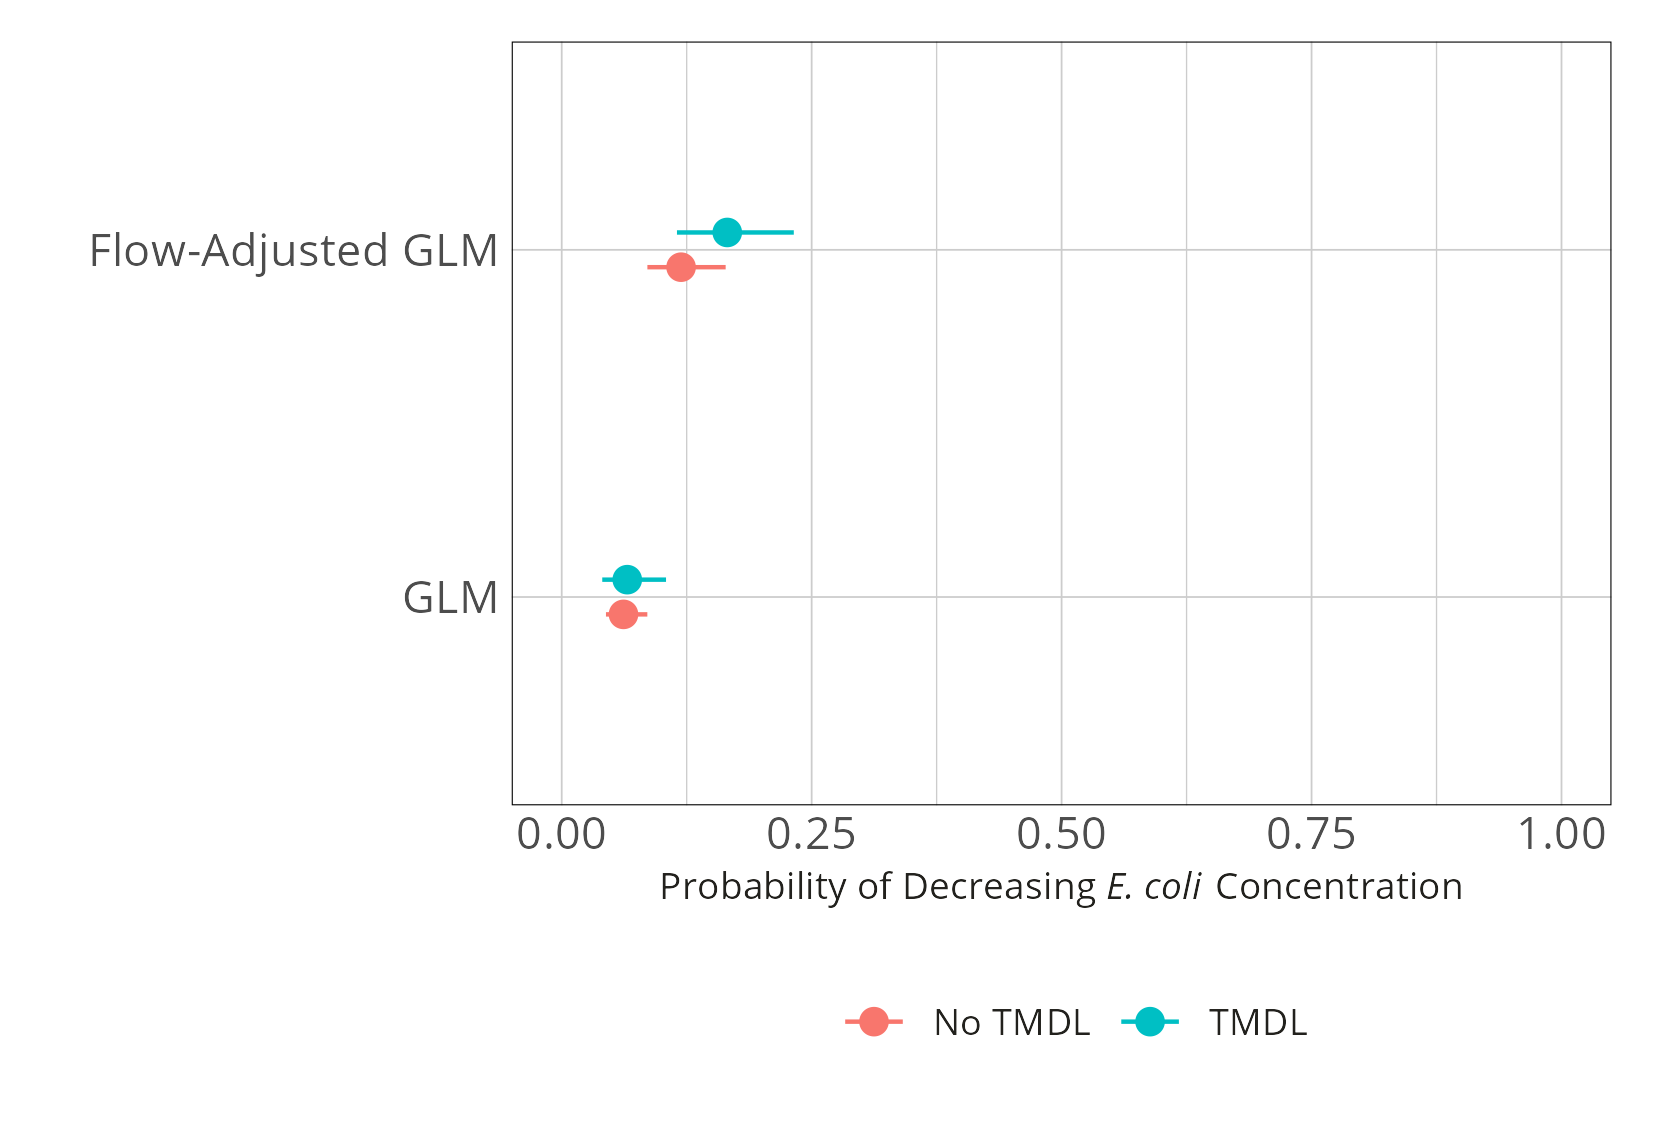 Flow-Adjusted GLM
GLM
0.00 0.25 0.50 0.75 1.00
Probability of Decreasing E. coli Concentration
No TMDL TMDL